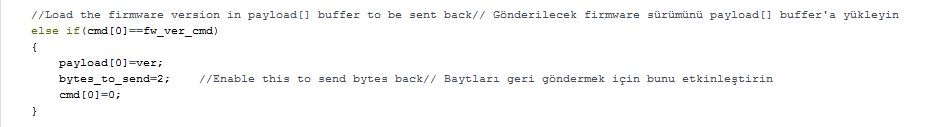 //Load the firmware version in payload[] buffer to be sent back// Gönderilecek firmware sürümünü payload[] buffer'a yükleyin
else if(cmd[0]==fw_ver_cmd)
{
payload[0]=ver;
bytes_to_send=2;    //Enable this to send bytes back// Baytları geri göndermek için bunu etkinleştirin
cmd[0]=0;
}